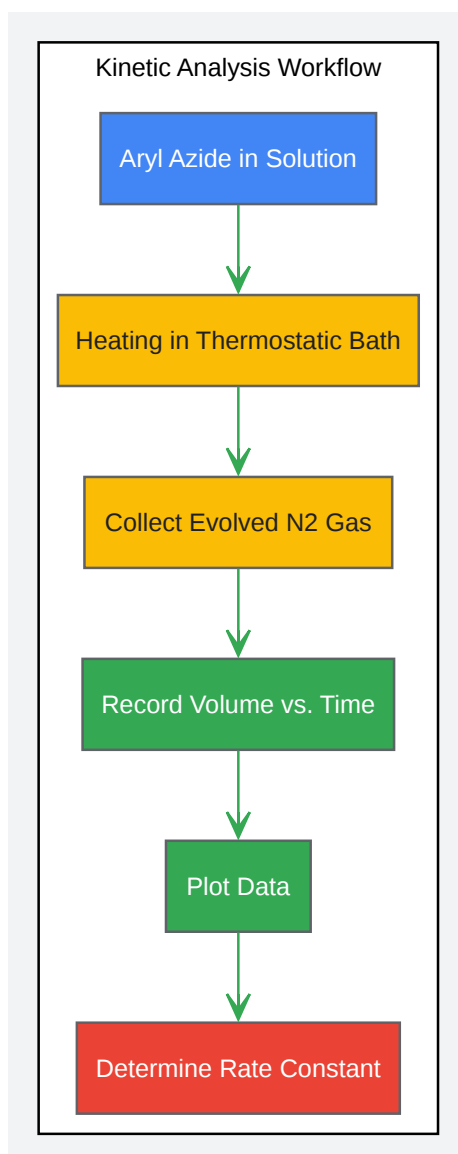 Kinetic Analysis Workflow
Aryl Azide in Solution
Heating in Thermostatic Bath
Collect Evolved N2 Gas
Record Volume vs. Time
Plot Data
Determine Rate Constant